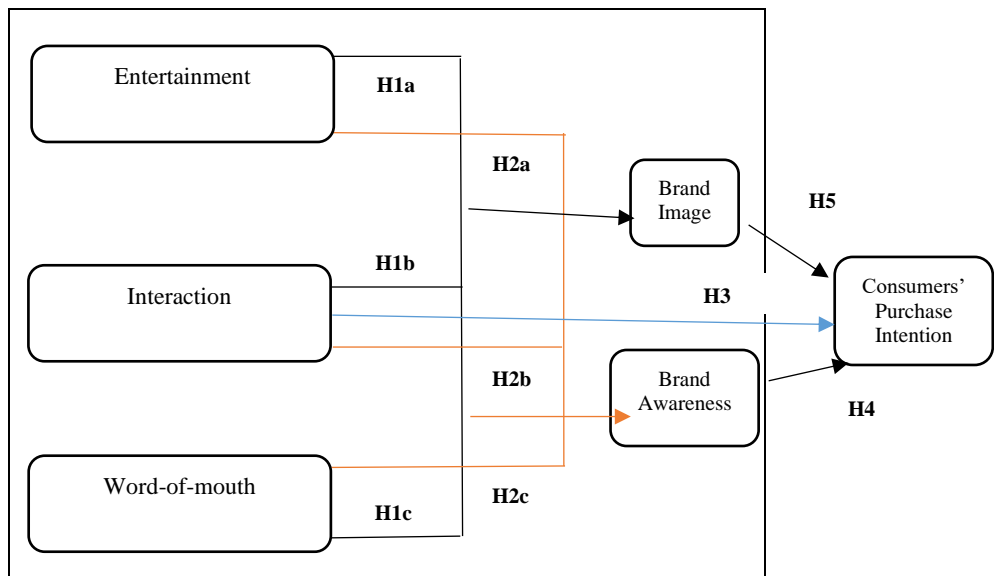 Entertainment
H1a
H2a
Brand
Image
H5
H1b
Interaction
H3
Consumers’
Purchase
Intention
H2b
Brand
Awareness
H4
Word-of-mouth
H2c
H1c